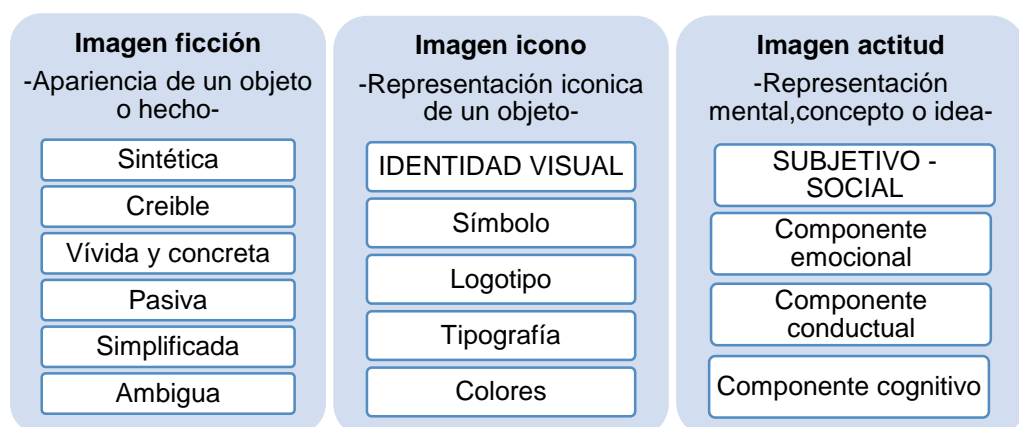 Imagen ficción
-Apariencia de un objeto
o hecho-
Sintética
Creible
Vívida y concreta
Pasiva
Simplificada
Ambigua
Imagen icono
-Representación iconica
de un objeto-
IDENTIDAD VISUAL
Símbolo
Logotipo
Tipografía
Colores
Imagen actitud
-Representación
mental,concepto o idea-
SUBJETIVO -
SOCIAL
Componente
emocional
Componente
conductual
Componente cognitivo